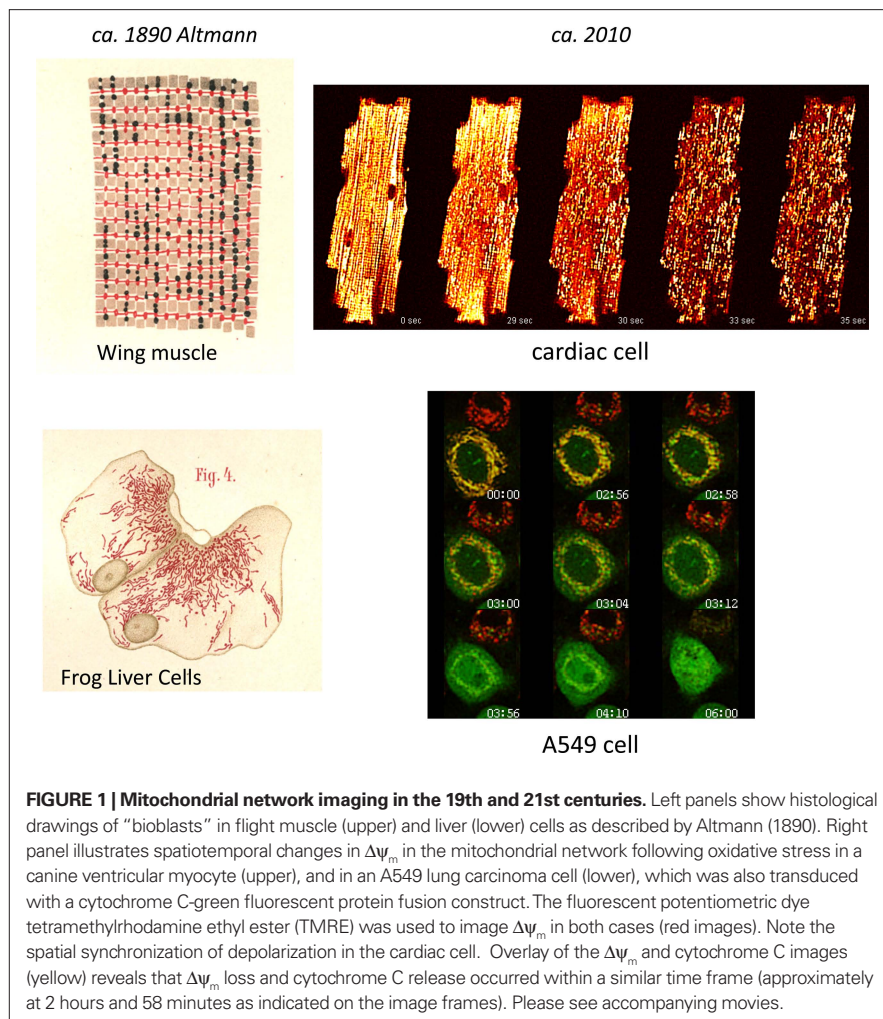 ca. 1890 Altmann
ca. 2010
Wing muscle
0 sec
29 sec
30 sec
33 sec
35 sec
cardiac cell
Fig. 4.
Frog Liver Cells
00:00
02:56
02:58
03:00
03:04
03:12
03:56
04:10
06:00
A549 cell
FIGURE 1 | Mitochondrial network imaging in the 19th and 21st centuries. Left panels show histological
drawings of “bioblasts” in flight muscle (upper) and liver (lower) cells as described by Altmann (1890). Right
panel illustrates spatiotemporal changes in Δψm in the mitochondrial network following oxidative stress in a
canine ventricular myocyte (upper), and in an A549 lung carcinoma cell (lower), which was also transduced
with a cytochrome C-green fluorescent protein fusion construct. The fluorescent potentiometric dye
tetramethylrhodamine ethyl ester (TMRE) was used to image Δψm in both cases (red images). Note the
spatial synchronization of depolarization in the cardiac cell. Overlay of the Δψm and cytochrome C images
(yellow) reveals that Δψm loss and cytochrome C release occurred within a similar time frame (approximately
at 2 hours and 58 minutes as indicated on the image frames). Please see accompanying movies.